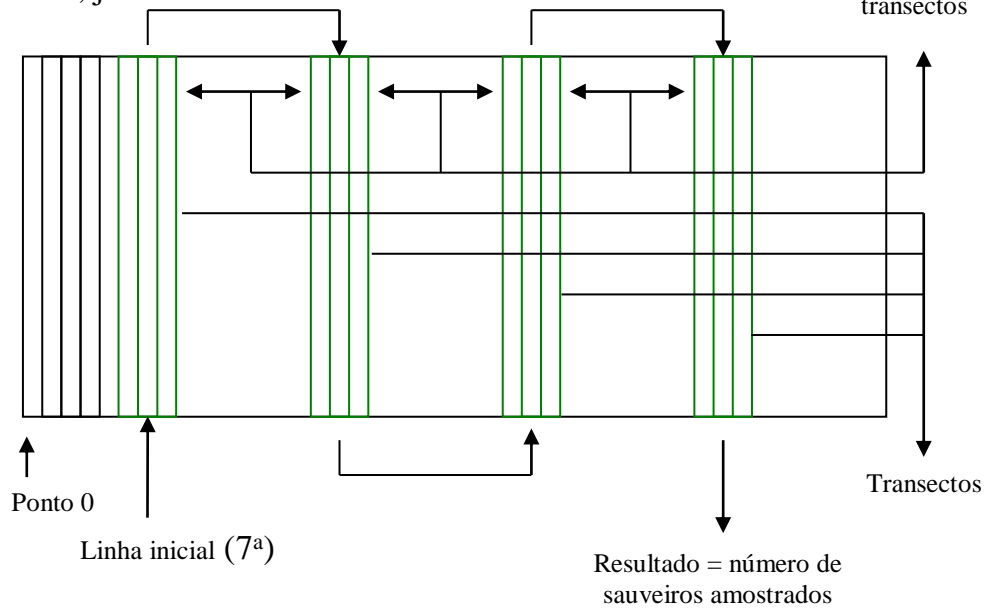 transectos
Ponto 0
Linha inicial (7ª)
Transectos
Resultado = número de
sauveiros amostrados